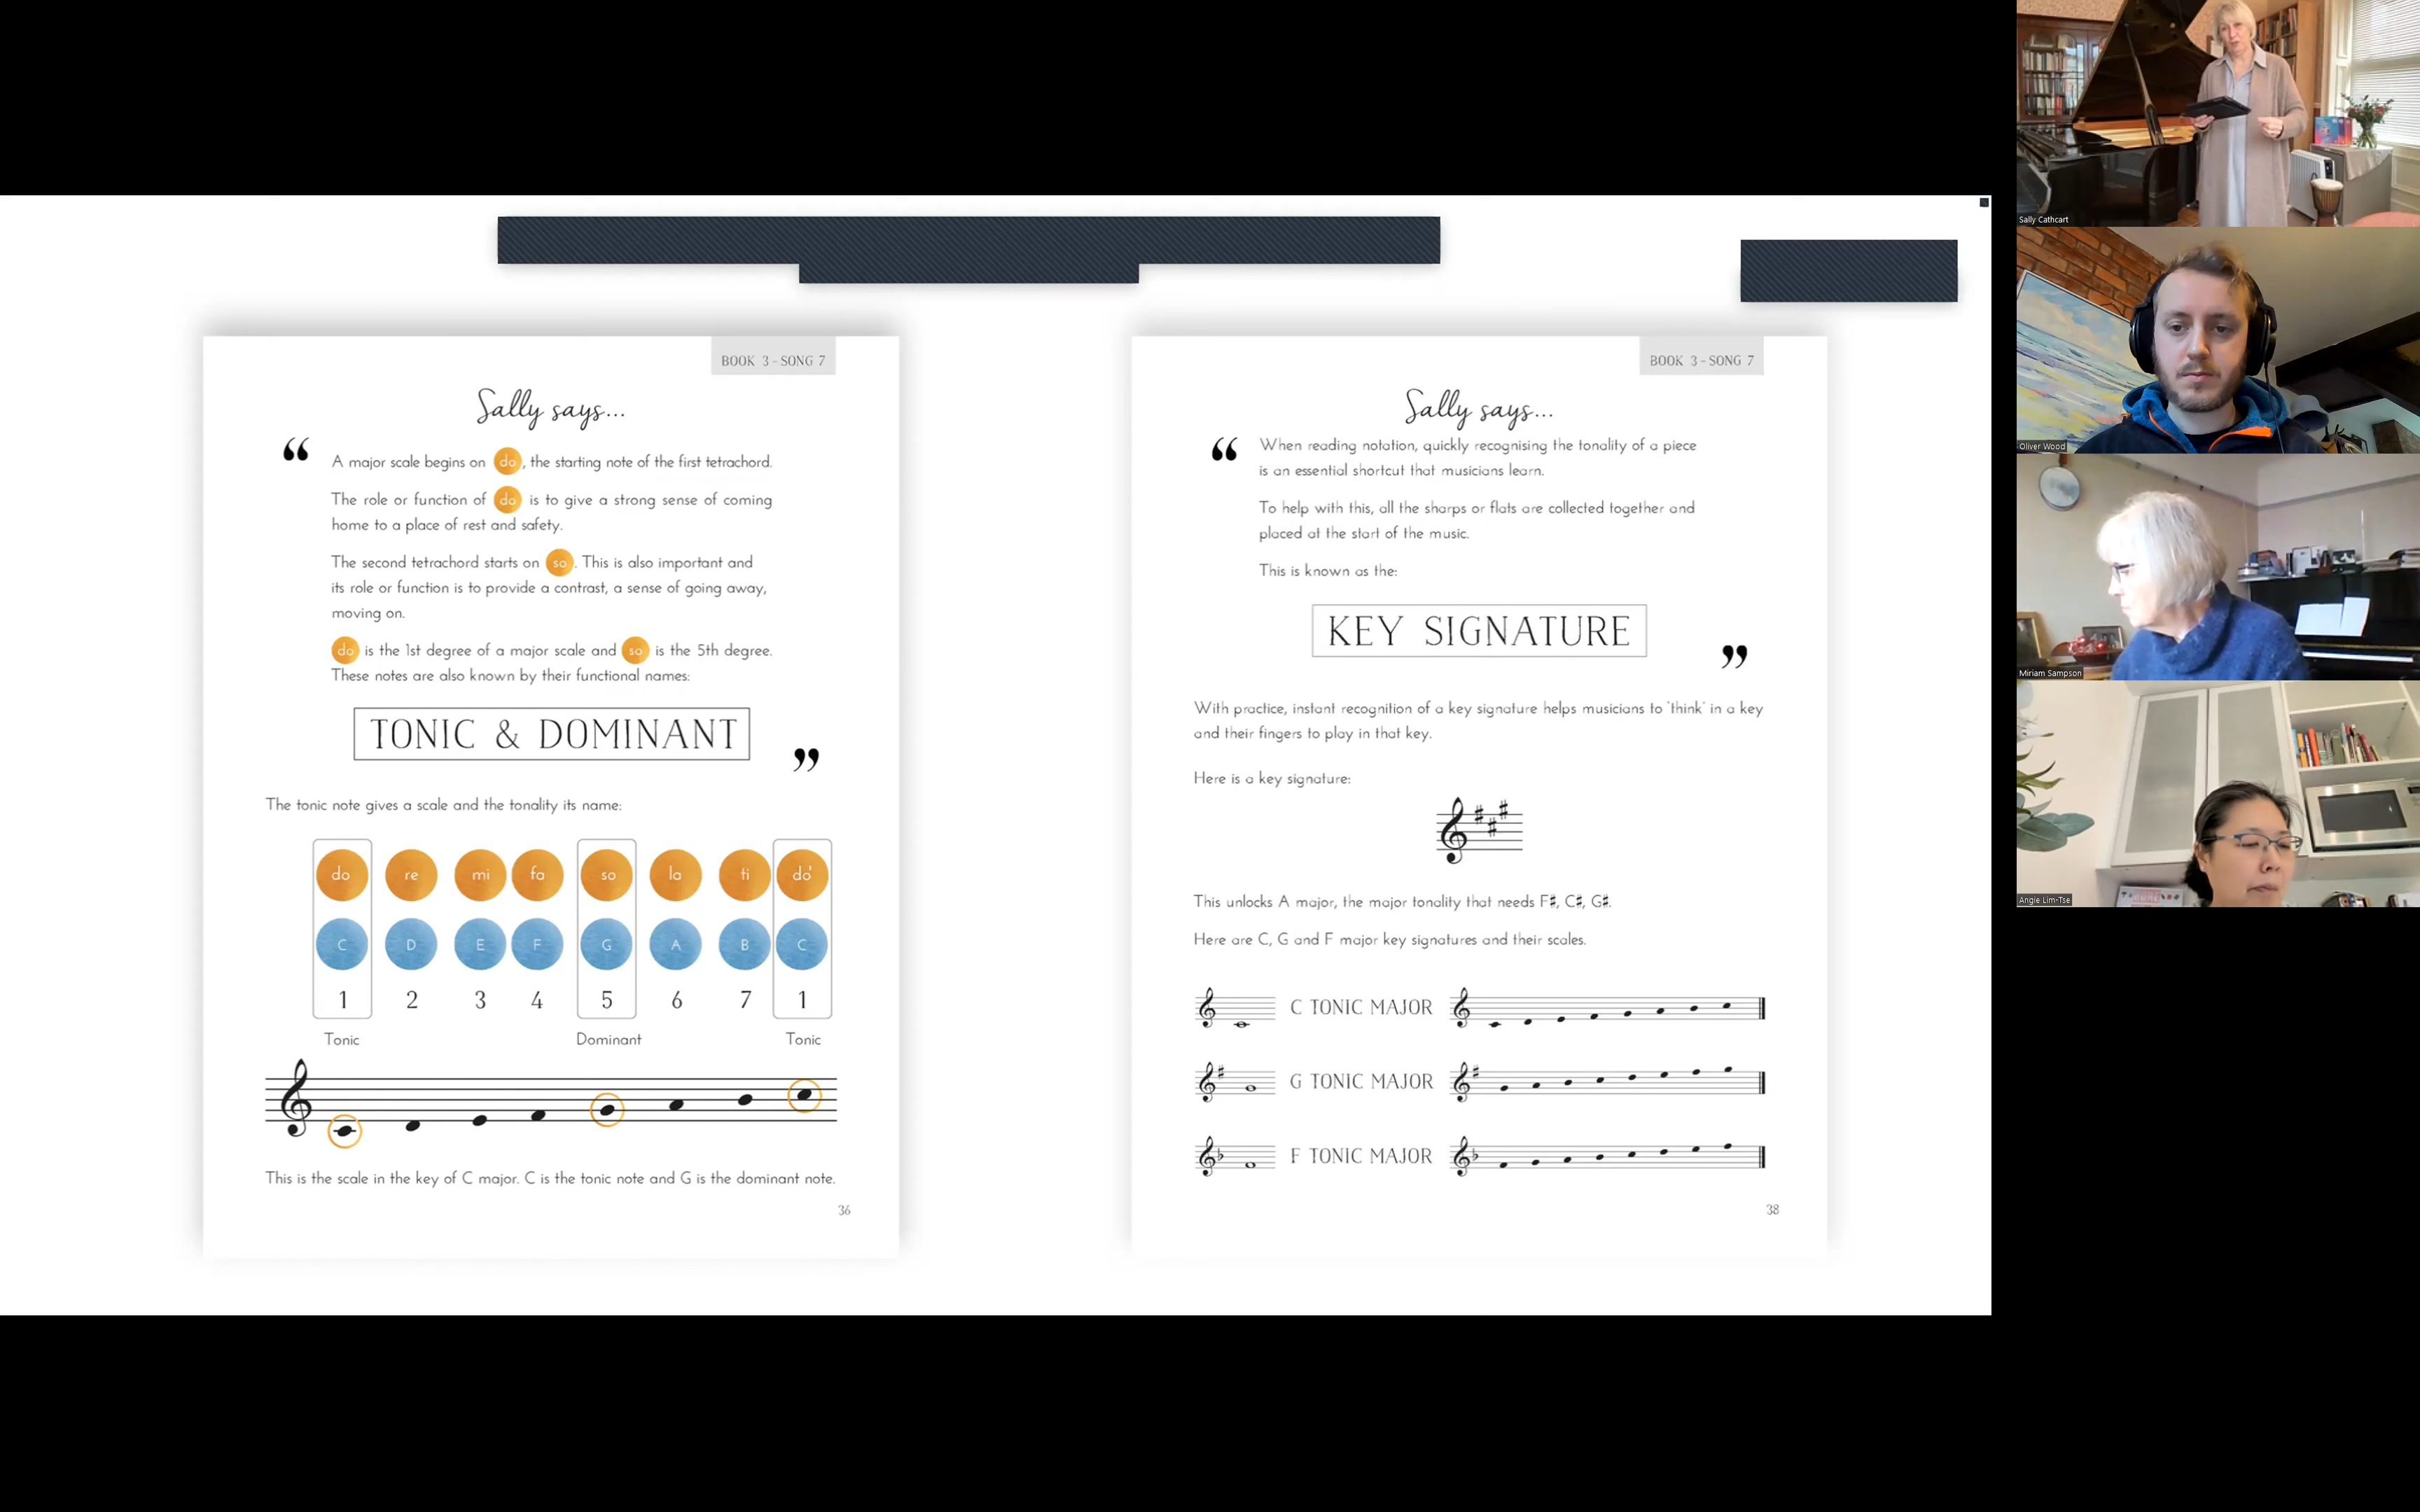 BOOK 3 - SONG 7
Sally says...
“ A major scale begins on do, the starting note of the first tetrachord.
The role or function of do is to give a strong sense of coming
home to a place of rest and safety.
The second tetrachord starts on so. This is also important and
its role or function is to provide a contrast, a sense of going away,
moving on.
do is the 1st degree of a major scale and so is the 5th degree.
These notes are also known by their functional names:
TONIC & DOMINANT
”
The tonic note gives a scale and the tonality its name:
do re mi fa so la ti do'
C D E F G A B C
1 2 3 4 5 6 7 1
Tonic Dominant Tonic
This is the scale in the key of C major. C is the tonic note and G is the dominant note.
36
BOOK 3 - SONG 7
Sally says...
“ When reading notation, quickly recognising the tonality of a piece
is an essential shortcut that musicians learn.
To help with this, all the sharps or flats are collected together and
placed at the start of the music.
This is known as the:
KEY SIGNATURE
”
With practice, instant recognition of a key signature helps musicians to 'think' in a key
and their fingers to play in that key.
Here is a key signature:
This unlocks A major, the major tonality that needs F♯, C♯, G♯.
Here are C, G and F major key signatures and their scales.
C TONIC MAJOR
G TONIC MAJOR
F TONIC MAJOR
38
Sally Cathcart
Oliver Wood
Miriam Sampson
Angie Lim-Tse